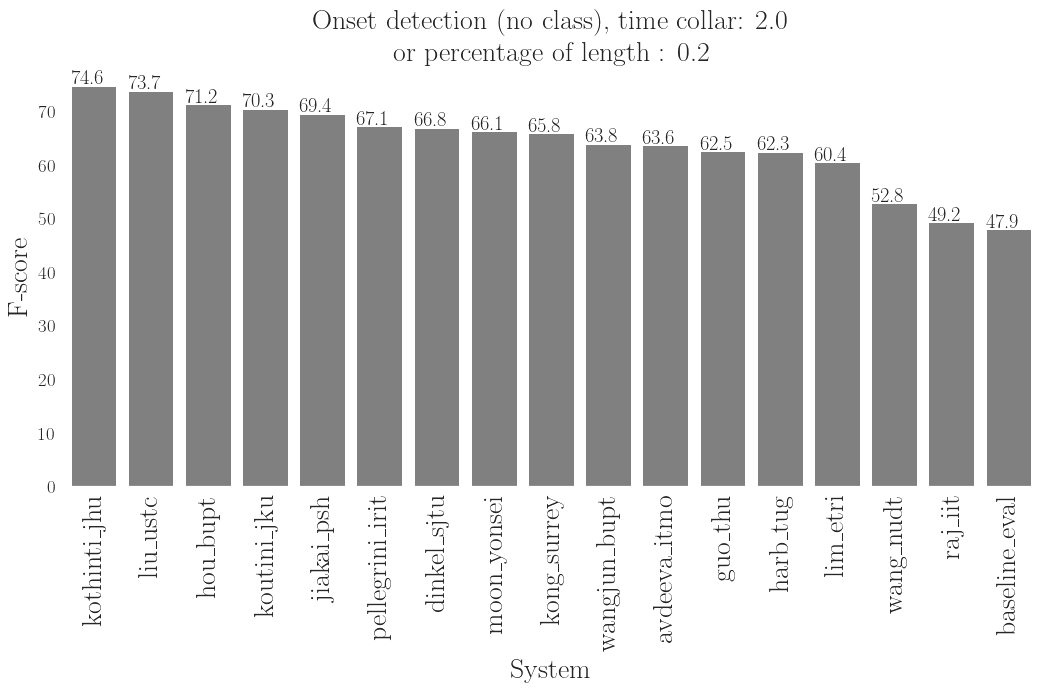 Onset detection (no class), time collar: 2.0
or percentage of length : 0.2
74.6
73.7
71.2
70.3
69.4
67.1
66.8
66.1
65.8
63.8
63.6
62.5
62.3
60.4
52.8
49.2
47.9
70
60
50
40
30
20
10
0
F-score
kothinti_jhu
liu_ustc
hou_bupt
koutini_jku
jiakai_psh
pellegrini_irit
dinkel_sjtu
moon_yonsei
kong_surrey
wangjun_bupt
avdeeva_itmo
guo_thu
harb_tug
lim_etri
wang_nudt
raj_iit
baseline_eval
System